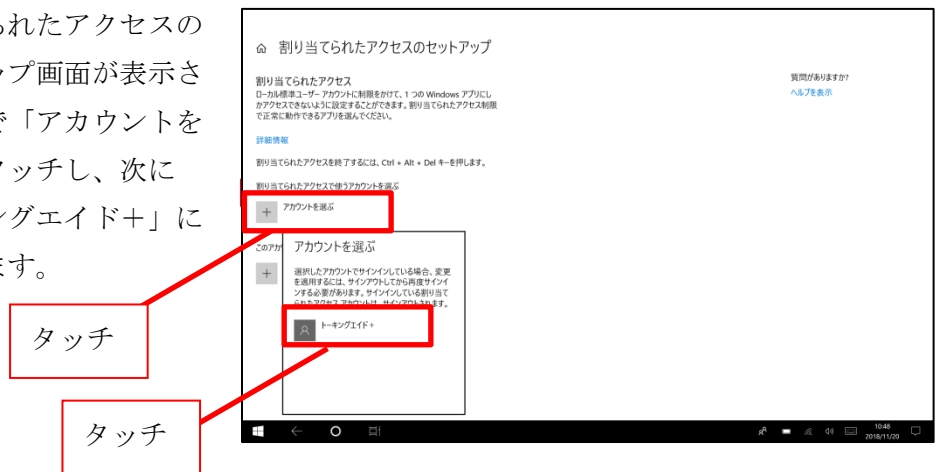 られたアクセスの
ップ画面が表示さ
で「アカウントを
タッチし、次に
ングエイド＋」に
ます。
タッチ
タッチ
割り当てられたアクセスのセットアップ
割り当てられたアクセス
ローカル標準ユーザー アカウントに制限をかけて、1 つの Windows アプリにし
かアクセスできないように設定することができます。割り当てられたアクセス制限
で正常に動作できるアプリを選んでください。
詳細情報
割り当てられたアクセスを終了するには、Ctrl + Alt + Del キーを押します。
割り当てられたアクセスで使うアカウントを選ぶ
アカウントを選ぶ
このアカ
アカウントを選ぶ
選択したアカウントでサインインしている場合、変更
を適用するには、サインアウトしてから再度サインイ
ンする必要があります。サインインしている割り当て
られたアクセス アカウントは、サインアウトされます。
トーキングエイド+
質問がありますか?
ヘルプを表示
10:48
2018/11/20